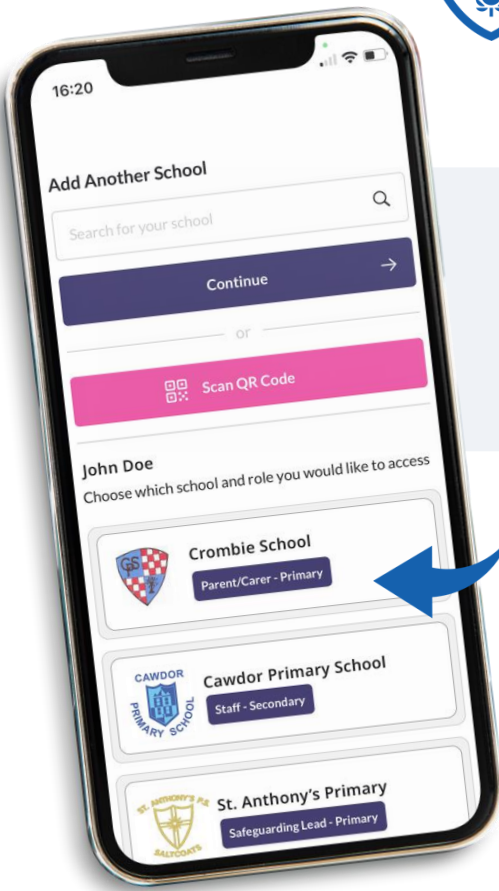 16:20
Add Another School
Search for your school
Continue
or
Scan QR Code
John Doe
Choose which school and role you would like to access
GPS
Crombie School
Parent/Carer - Primary
CAWDOR
PRIMARY SCHOOL
Cawdor Primary School
Staff - Secondary
ST. ANTHONY'S P.S.
SALTCOATS
St. Anthony's Primary
Safeguarding Lead - Primary